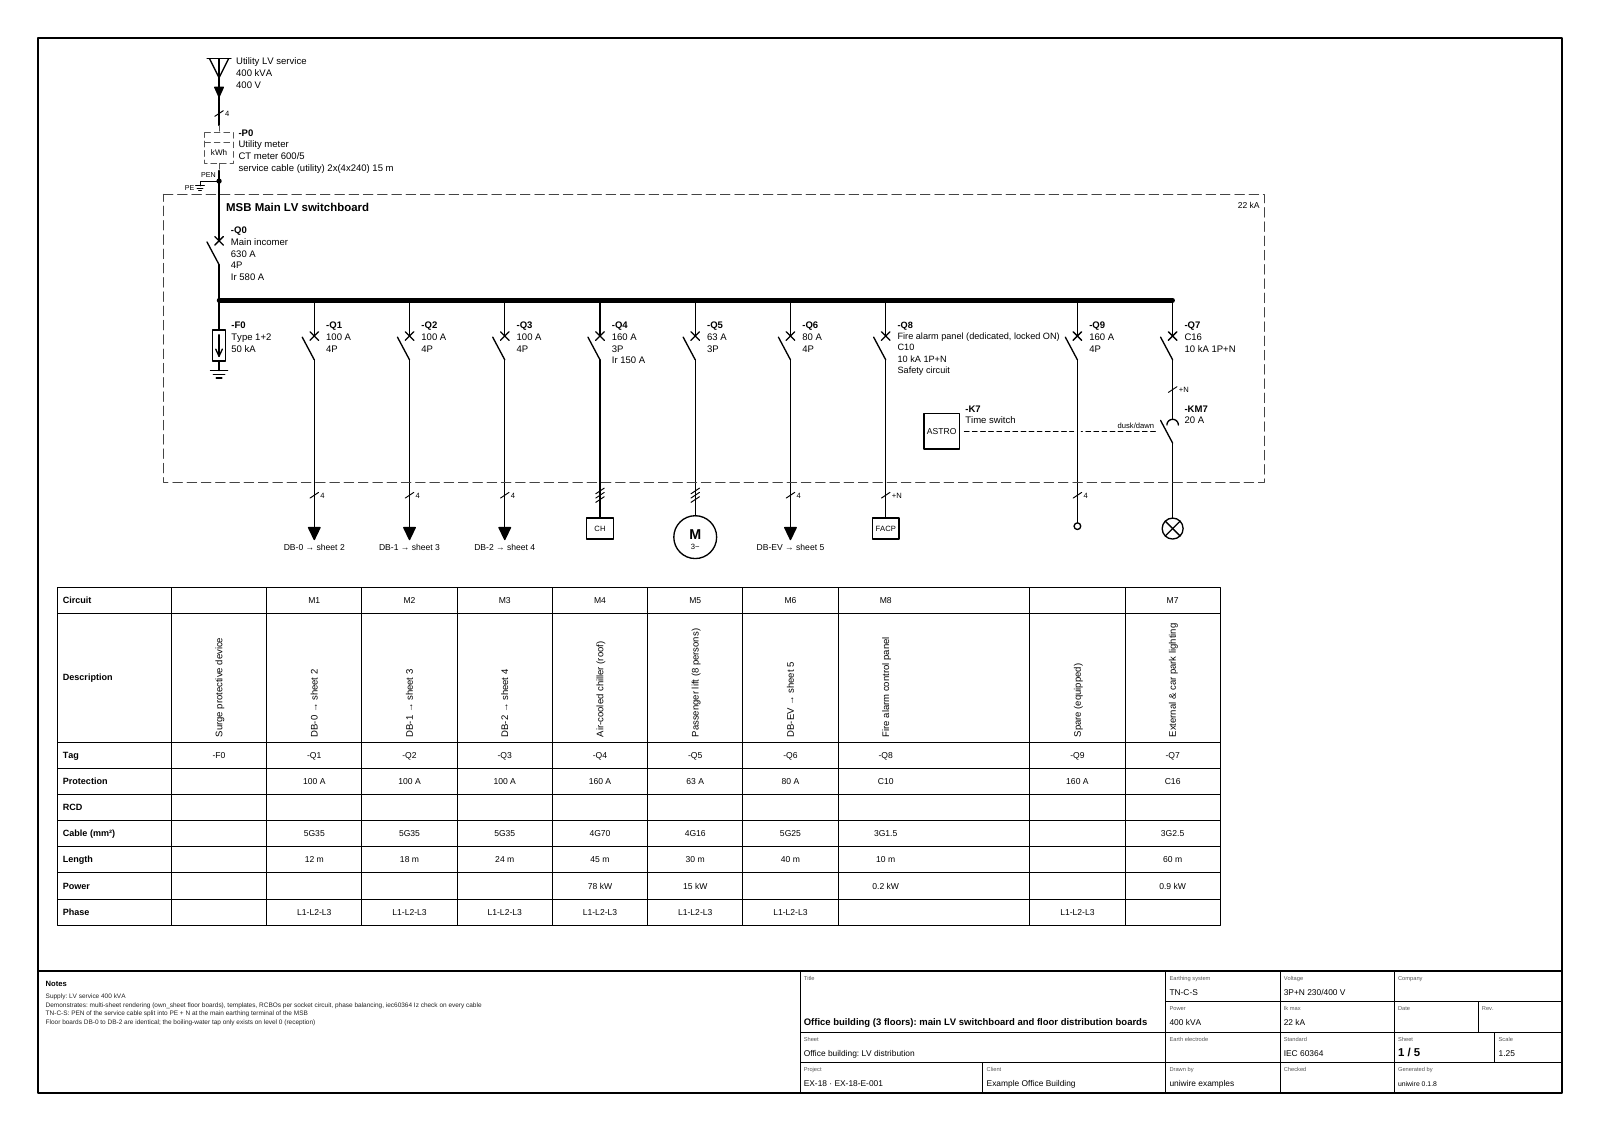 Utility LV service
400 kVA
400 V
4
-P0
Utility meter
CT meter 600/5
service cable (utility) 2x(4x240) 15 m
kWh
PEN
PE
MSB Main LV switchboard
22 kA
-Q0
Main incomer
630 A
4P
Ir 580 A
-F0
Type 1+2
50 kA
-Q1
100 A
4P
-Q2
100 A
4P
-Q3
100 A
4P
-Q4
160 A
3P
Ir 150 A
-Q5
63 A
3P
-Q6
80 A
4P
-Q8
Fire alarm panel (dedicated, locked ON)
C10
10 kA 1P+N
Safety circuit
-Q9
160 A
4P
-Q7
C16
10 kA 1P+N
+N
-K7
Time switch
ASTRO
dusk/dawn
-KM7
20 A
4 4 4 4 +N 4
DB-0 → sheet 2
DB-1 → sheet 3
DB-2 → sheet 4
CH
M
3~
DB-EV → sheet 5
FACP
Circuit M1 M2 M3 M4 M5 M6 M8 M7
Description
Surge protective device
DB-0 → sheet 2
DB-1 → sheet 3
DB-2 → sheet 4
Air-cooled chiller (roof)
Passenger lift (8 persons)
DB-EV → sheet 5
Fire alarm control panel
Spare (equipped)
External & car park lighting
Tag -F0 -Q1 -Q2 -Q3 -Q4 -Q5 -Q6 -Q8 -Q9 -Q7
Protection 100 A 100 A 100 A 160 A 63 A 80 A C10 160 A C16
RCD
Cable (mm²) 5G35 5G35 5G35 4G70 4G16 5G25 3G1.5 3G2.5
Length 12 m 18 m 24 m 45 m 30 m 40 m 10 m 60 m
Power 78 kW 15 kW 0.2 kW 0.9 kW
Phase L1-L2-L3 L1-L2-L3 L1-L2-L3 L1-L2-L3 L1-L2-L3 L1-L2-L3 L1-L2-L3
Notes
Supply: LV service 400 kVA
Demonstrates: multi-sheet rendering (own_sheet floor boards), templates, RCBOs per socket circuit, phase balancing, iec60364 Iz check on every cable
TN-C-S: PEN of the service cable split into PE + N at the main earthing terminal of the MSB
Floor boards DB-0 to DB-2 are identical; the boiling-water tap only exists on level 0 (reception)
Title
Office building (3 floors): main LV switchboard and floor distribution boards
Sheet
Office building: LV distribution
Project
EX-18 · EX-18-E-001
Client
Example Office Building
Earthing system
TN-C-S
Voltage
3P+N 230/400 V
Company
Power
400 kVA
Ik max
22 kA
Date
Rev.
Earth electrode
Standard
IEC 60364
Sheet
1 / 5
Scale
1.25
Drawn by
uniwire examples
Checked
Generated by
uniwire 0.1.8